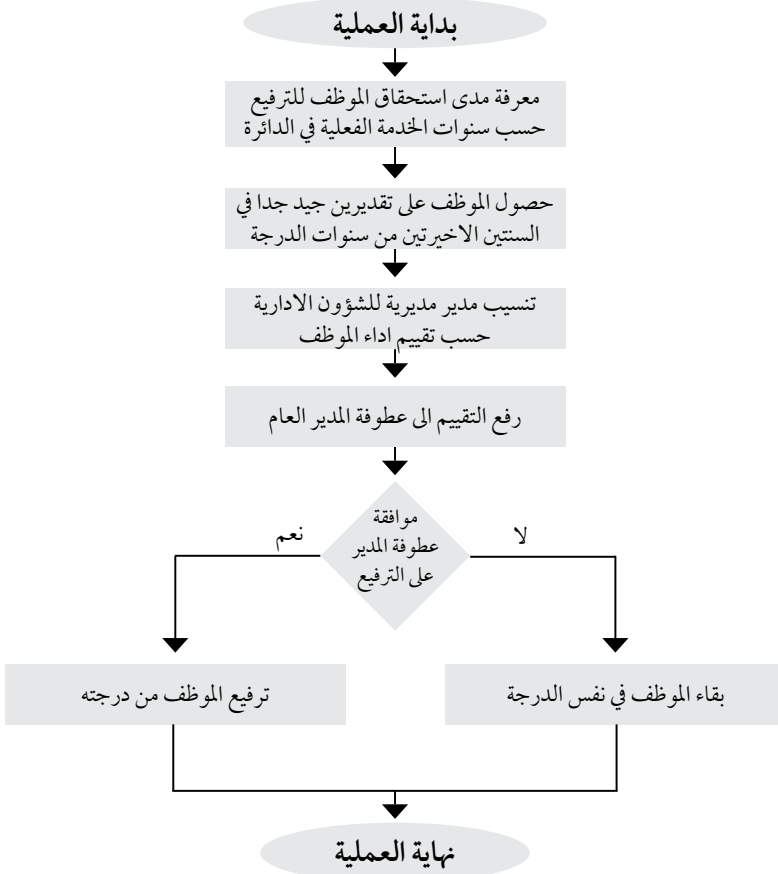 بداية العملية
معرفة مدى استحقاق الموظف للترفيع
حسب سنوات الخدمة الفعلية في الدائرة
حصول الموظف على تقديرين جيد جدا في
السنتين الاخيرتين من سنوات الدرجة
تنسيب مدير مديرية للشؤون الادارية
حسب تقييم اداء الموظف
رفع التقييم الى عطوفة المدير العام
موافقة
عطوفة المدير
على الترفيع
لا
نعم
بقاء الموظف في نفس الدرجة
ترفيع الموظف من درجته
نهاية العملية